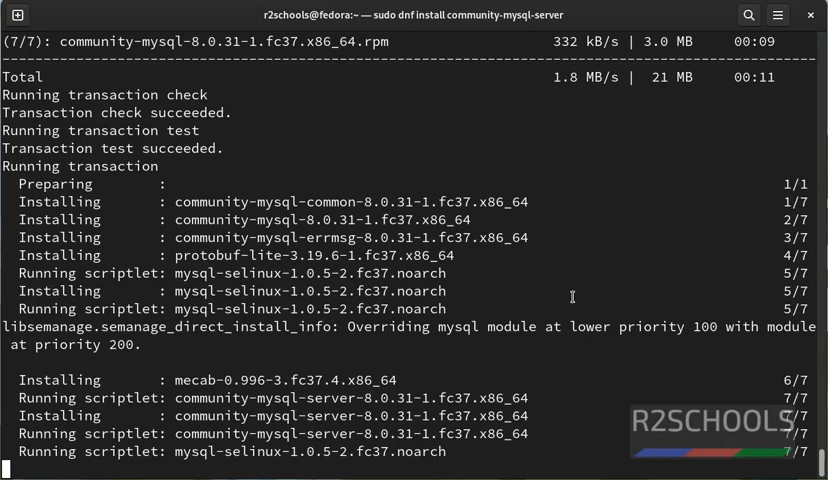 r2schools@fedora:~ — sudo dnf install community-mysql-server
(7/7): community-mysql-8.0.31-1.fc37.x86_64.rpm 332 kB/s | 3.0 MB 00:09
--------------------------------------------------------------------------------
Total 1.8 MB/s | 21 MB 00:11
Running transaction check
Transaction check succeeded.
Running transaction test
Transaction test succeeded.
Running transaction
Preparing : 1/1
Installing : community-mysql-common-8.0.31-1.fc37.x86_64 1/7
Installing : community-mysql-8.0.31-1.fc37.x86_64 2/7
Installing : community-mysql-errmsg-8.0.31-1.fc37.x86_64 3/7
Installing : protobuf-lite-3.19.6-1.fc37.x86_64 4/7
Running scriptlet: mysql-selinux-1.0.5-2.fc37.noarch 5/7
Installing : mysql-selinux-1.0.5-2.fc37.noarch 5/7
Running scriptlet: mysql-selinux-1.0.5-2.fc37.noarch 5/7
libsemanage.semanage_direct_install_info: Overriding mysql module at lower priority 100 with module
at priority 200.
Installing : mecab-0.996-3.fc37.4.x86_64 6/7
Running scriptlet: community-mysql-server-8.0.31-1.fc37.x86_64 7/7
Installing : community-mysql-server-8.0.31-1.fc37.x86_64 7/7
Running scriptlet: community-mysql-server-8.0.31-1.fc37.x86_64 7/7
Running scriptlet: mysql-selinux-1.0.5-2.fc37.noarch 7/7
R2SCHOOLS